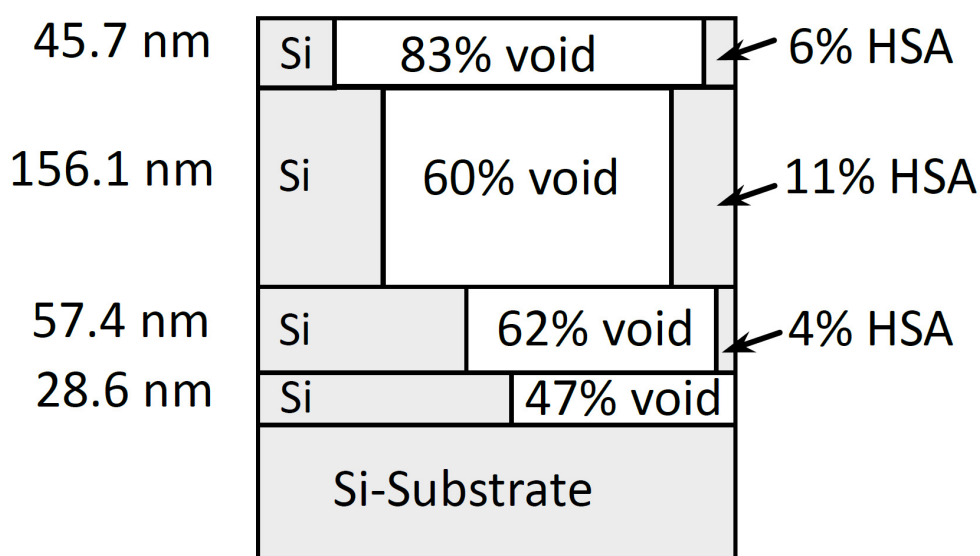 45.7 nm Si 83% void 6% HSA
156.1 nm Si 60% void 11% HSA
57.4 nm Si 62% void 4% HSA
28.6 nm Si 47% void
Si-Substrate